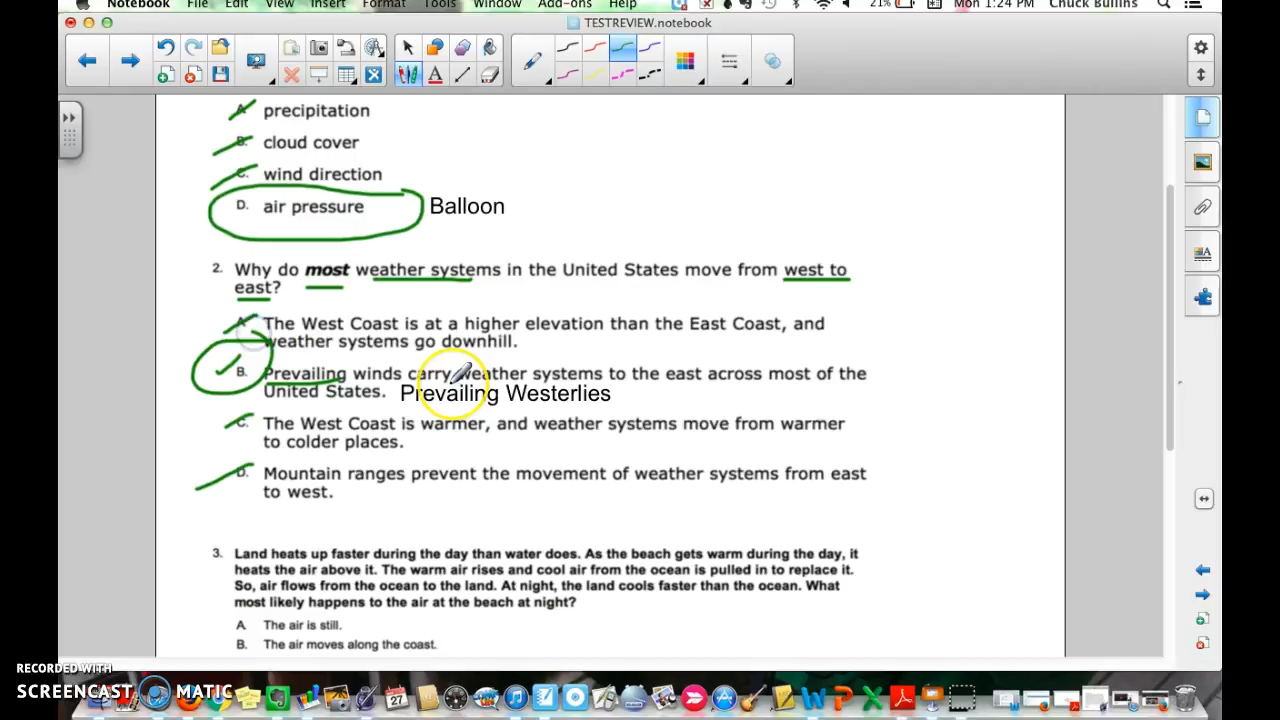 Notebook File Edit View Insert Format Tools Window Add-ons Help 21% Mon 1:24 PM Chuck Bullins
TESTREVIEW.notebook
A. precipitation
B. cloud cover
C. wind direction
D. air pressure Balloon
2. Why do most weather systems in the United States move from west to
east?
A. The West Coast is at a higher elevation than the East Coast, and
weather systems go downhill.
B. Prevailing winds carry weather systems to the east across most of the
United States. Prevailing Westerlies
C. The West Coast is warmer, and weather systems move from warmer
to colder places.
D. Mountain ranges prevent the movement of weather systems from east
to west.
3. Land heats up faster during the day than water does. As the beach gets warm during the day, it
heats the air above it. The warm air rises and cool air from the ocean is pulled in to replace it.
So, air flows from the ocean to the land. At night, the land cools faster than the ocean. What
most likely happens to the air at the beach at night?
A The air is still.
B. The air moves along the coast.
RECORDED WITH
SCREENCAST MATIC
27